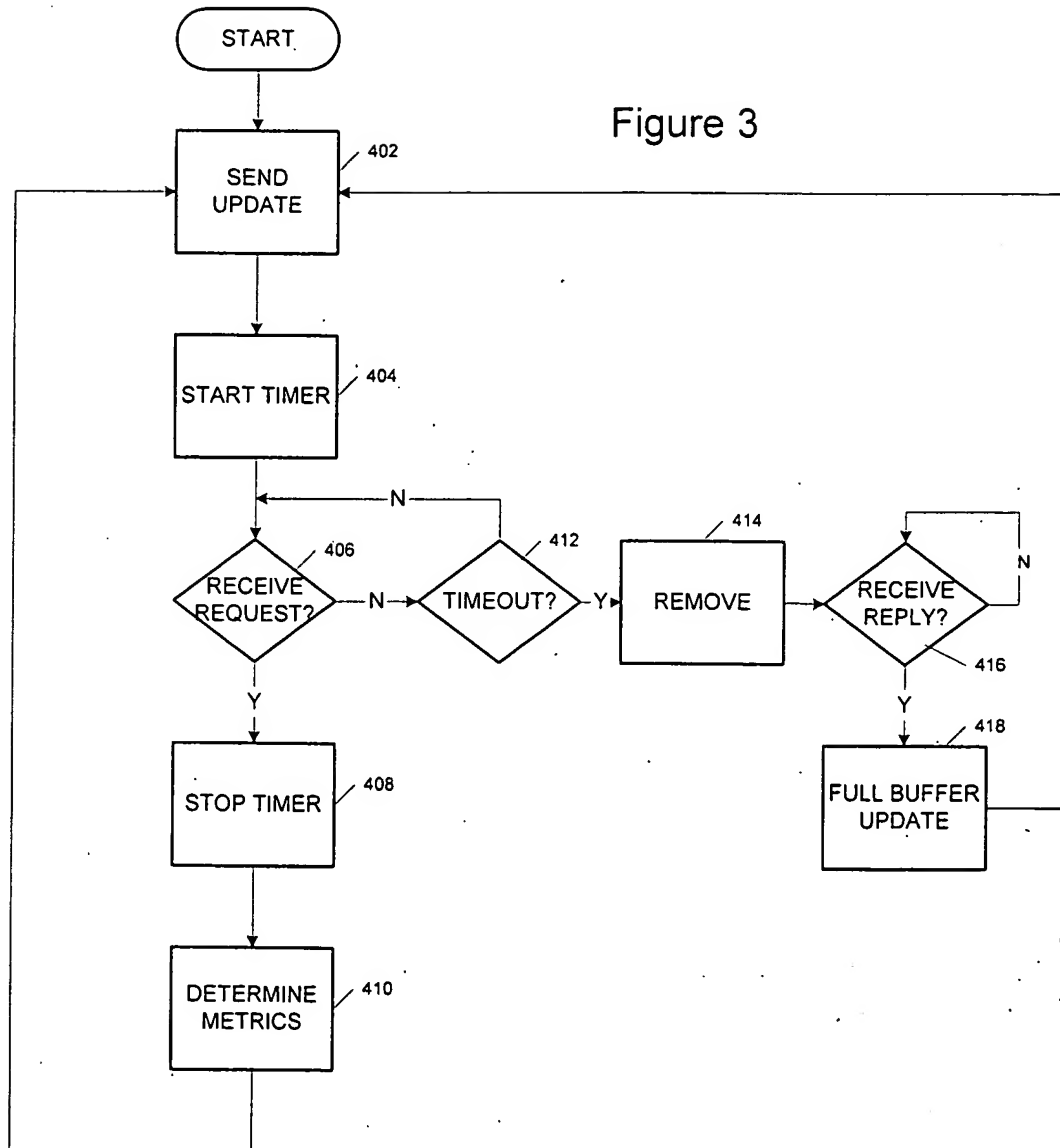 START
Figure 3
402
SEND
UPDATE
404
START TIMER
N
406
RECEIVE
REQUEST?
N
412
TIMEOUT?
Y
414
REMOVE
RECEIVE
REPLY?
N
416
Y
Y
418
FULL BUFFER
UPDATE
408
STOP TIMER
410
DETERMINE
METRICS